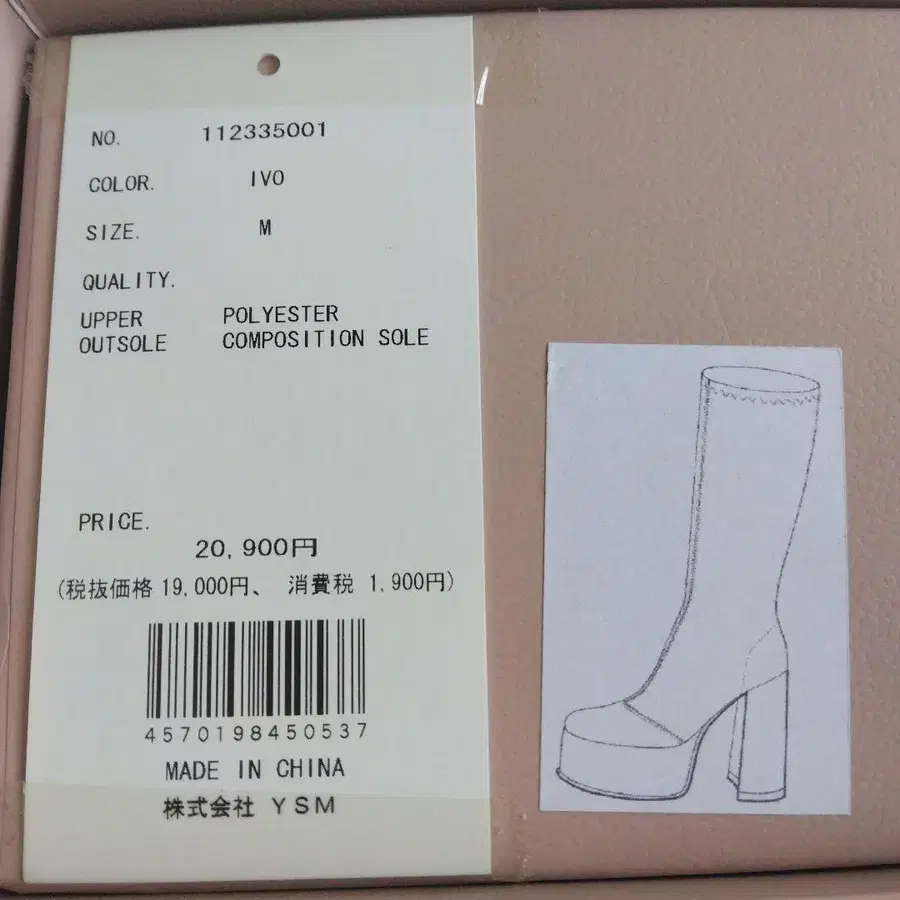 NO. 112335001
COLOR. IVO
SIZE. M
QUALITY.
UPPER POLYESTER
OUTSOLE COMPOSITION SOLE
PRICE.
20,900円
(税抜価格 19,000円、 消費税 1,900円)
4570198450537
MADE IN CHINA
株式会社 YSM